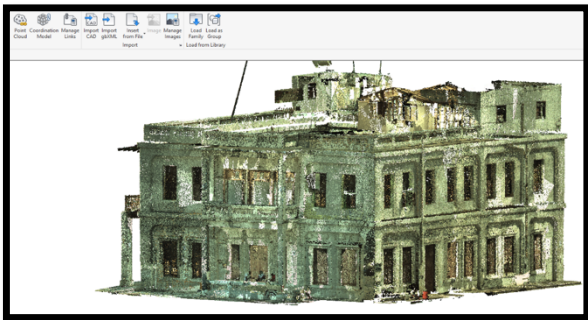 Point Cloud
Coordination Model
Manage Links
Import CAD
Import gbXML
Insert from File
Image
Manage Images
Load Family
Load as Group
Import
Load from Library